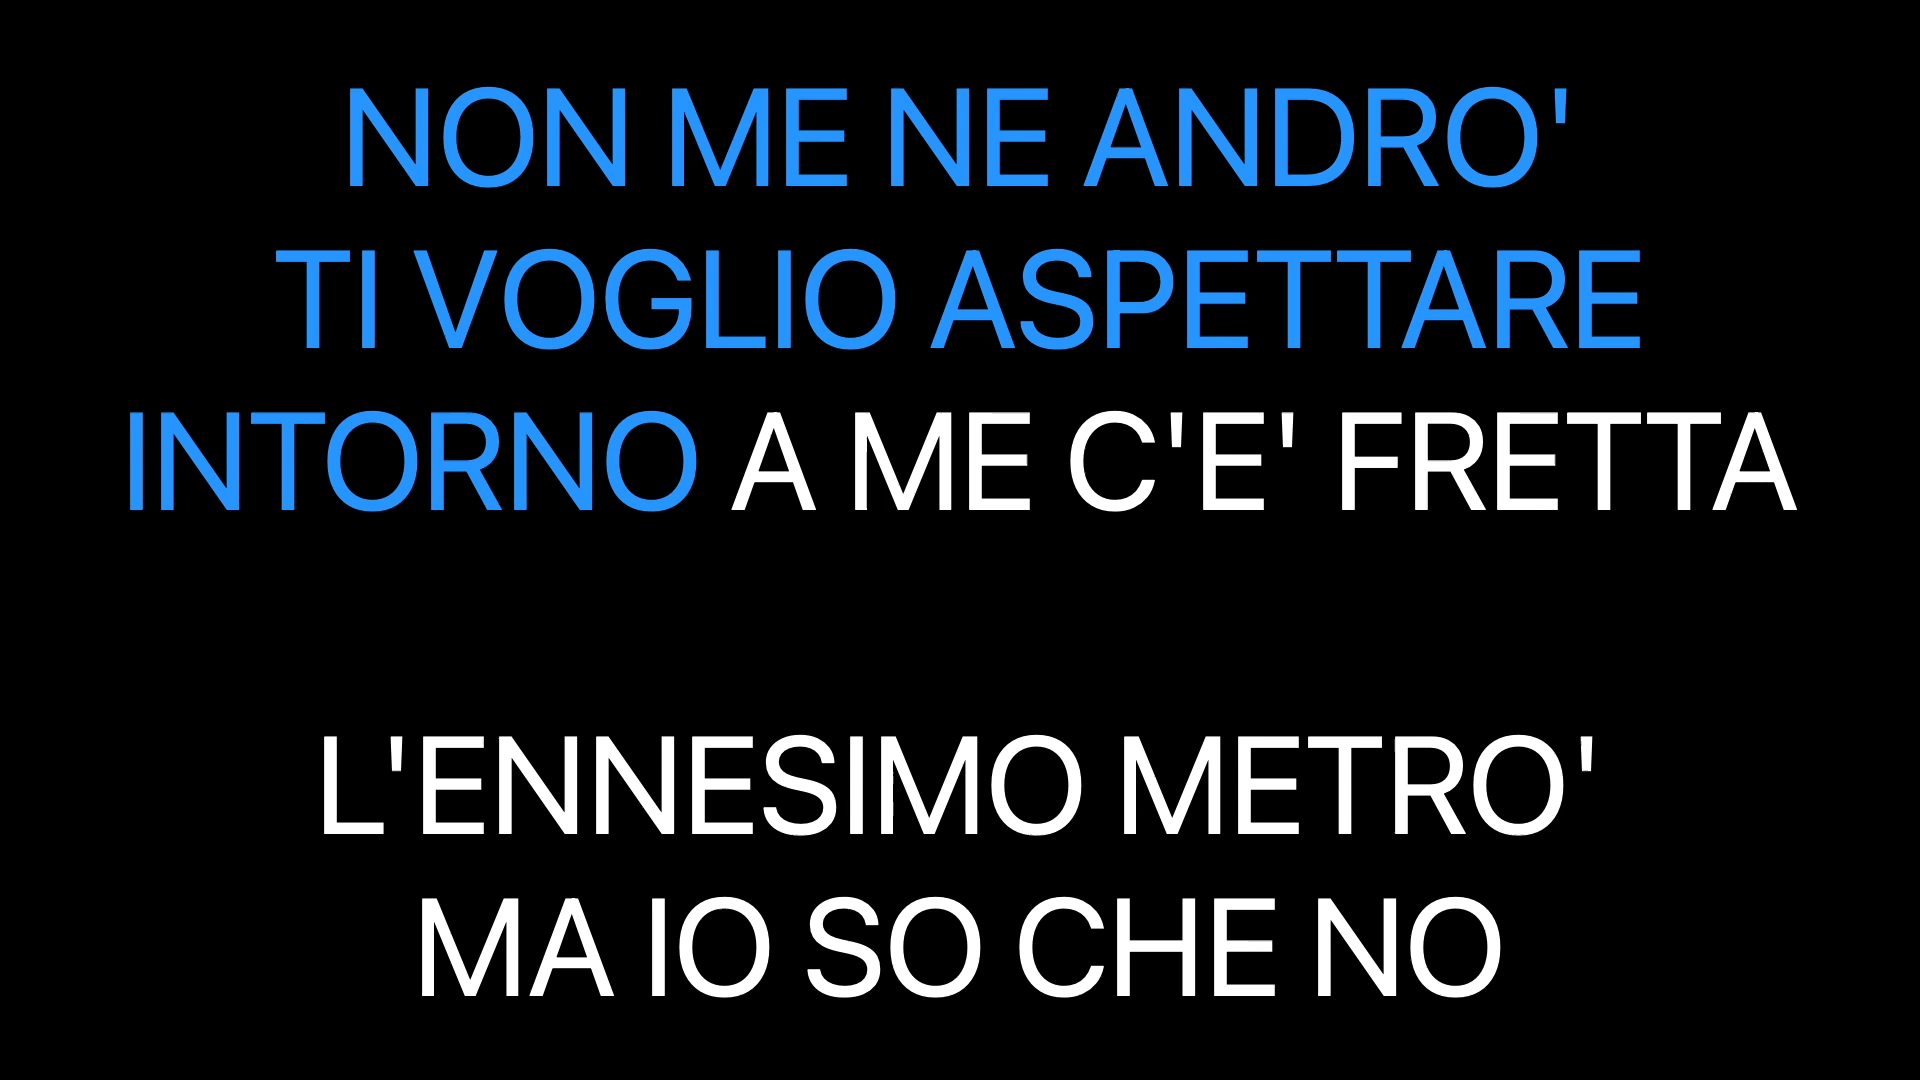 NON ME NE ANDRO'
TI VOGLIO ASPETTARE
INTORNO A ME C'E' FRETTA
L'ENNESIMO METRO'
MA IO SO CHE NO